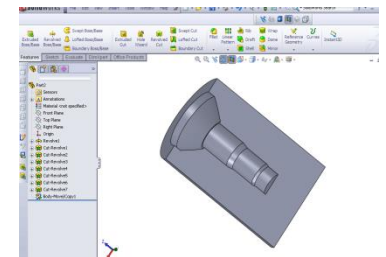 SolidWorks
Extruded Boss/Base
Revolved Boss/Base
Swept Boss/Base
Lofted Boss/Base
Boundary Boss/Base
Extruded Cut
Hole Wizard
Revolved Cut
Swept Cut
Lofted Cut
Boundary Cut
Fillet
Linear Pattern
Rib
Draft
Shell
Wrap
Dome
Mirror
Reference Geometry
Curves
Instant3D
Features
Sketch
Evaluate
DimXpert
Office Products
Part2
Sensors
Annotations
Material <not specified>
Front Plane
Top Plane
Right Plane
Origin
Revolve1
Cut-Revolve1
Cut-Revolve2
Cut-Revolve3
Cut-Revolve4
Cut-Revolve5
Cut-Revolve6
Cut-Revolve7
Body-Move/Copy1